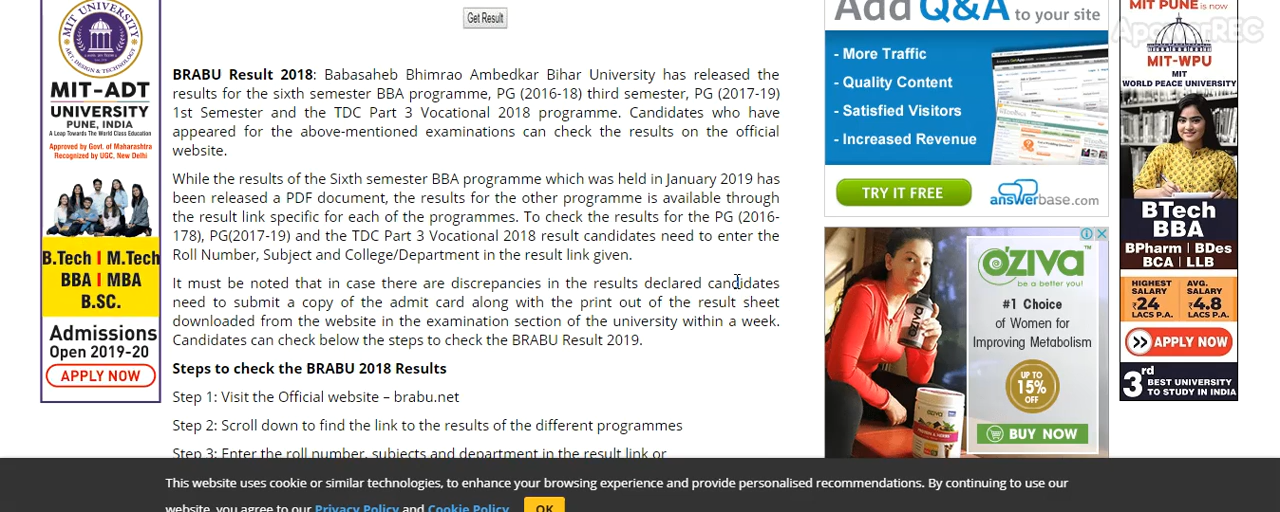 MIT UNIVERSITY
ART, DESIGN & TECHNOLOGY
MIT-ADT
UNIVERSITY
PUNE, INDIA
A Leap Towards The World Class Education
Approved by Govt. of Maharashtra
Recognized by UGC, New Delhi
B.Tech I M.Tech
BBA I MBA
B.SC.
Admissions
Open 2019-20
APPLY NOW
Get Result
BRABU Result 2018: Babasaheb Bhimrao Ambedkar Bihar University has released the
results for the sixth semester BBA programme, PG (2016-18) third semester, PG (2017-19)
1st Semester and the TDC Part 3 Vocational 2018 programme. Candidates who have
appeared for the above-mentioned examinations can check the results on the official
website.
While the results of the Sixth semester BBA programme which was held in January 2019 has
been released a PDF document, the results for the other programme is available through
the result link specific for each of the programmes. To check the results for the PG (2016-
178), PG(2017-19) and the TDC Part 3 Vocational 2018 result candidates need to enter the
Roll Number, Subject and College/Department in the result link given.
It must be noted that in case there are discrepancies in the results declared candidates
need to submit a copy of the admit card along with the print out of the result sheet
downloaded from the website in the examination section of the university within a week.
Candidates can check below the steps to check the BRABU Result 2019.
Steps to check the BRABU 2018 Results
Step 1: Visit the Official website – brabu.net
Step 2: Scroll down to find the link to the results of the different programmes
Step 3: Enter the roll number, subjects and department in the result link or
Add Q&A to your site
- More Traffic
- Quality Content
- Satisfied Visitors
- Increased Revenue
TRY IT FREE
answerbase.com
OZiVA
be a better you!
#1 Choice
of Women for
Improving Metabolism
UP TO
15%
OFF
BUY NOW
MIT PUNE is now
ApowerREC
MIT-WPU
MIT
WORLD PEACE UNIVERSITY
BTech
BBA
BPharm | BDes
BCA | LLB
HIGHEST SALARY ₹24 LACS P.A.
AVG. SALARY ₹4.8 LACS P.A.
APPLY NOW
3rd BEST UNIVERSITY
TO STUDY IN INDIA
This website uses cookie or similar technologies, to enhance your browsing experience and provide personalised recommendations. By continuing to use our
website, you agree to our Privacy Policy and Cookie Policy. OK